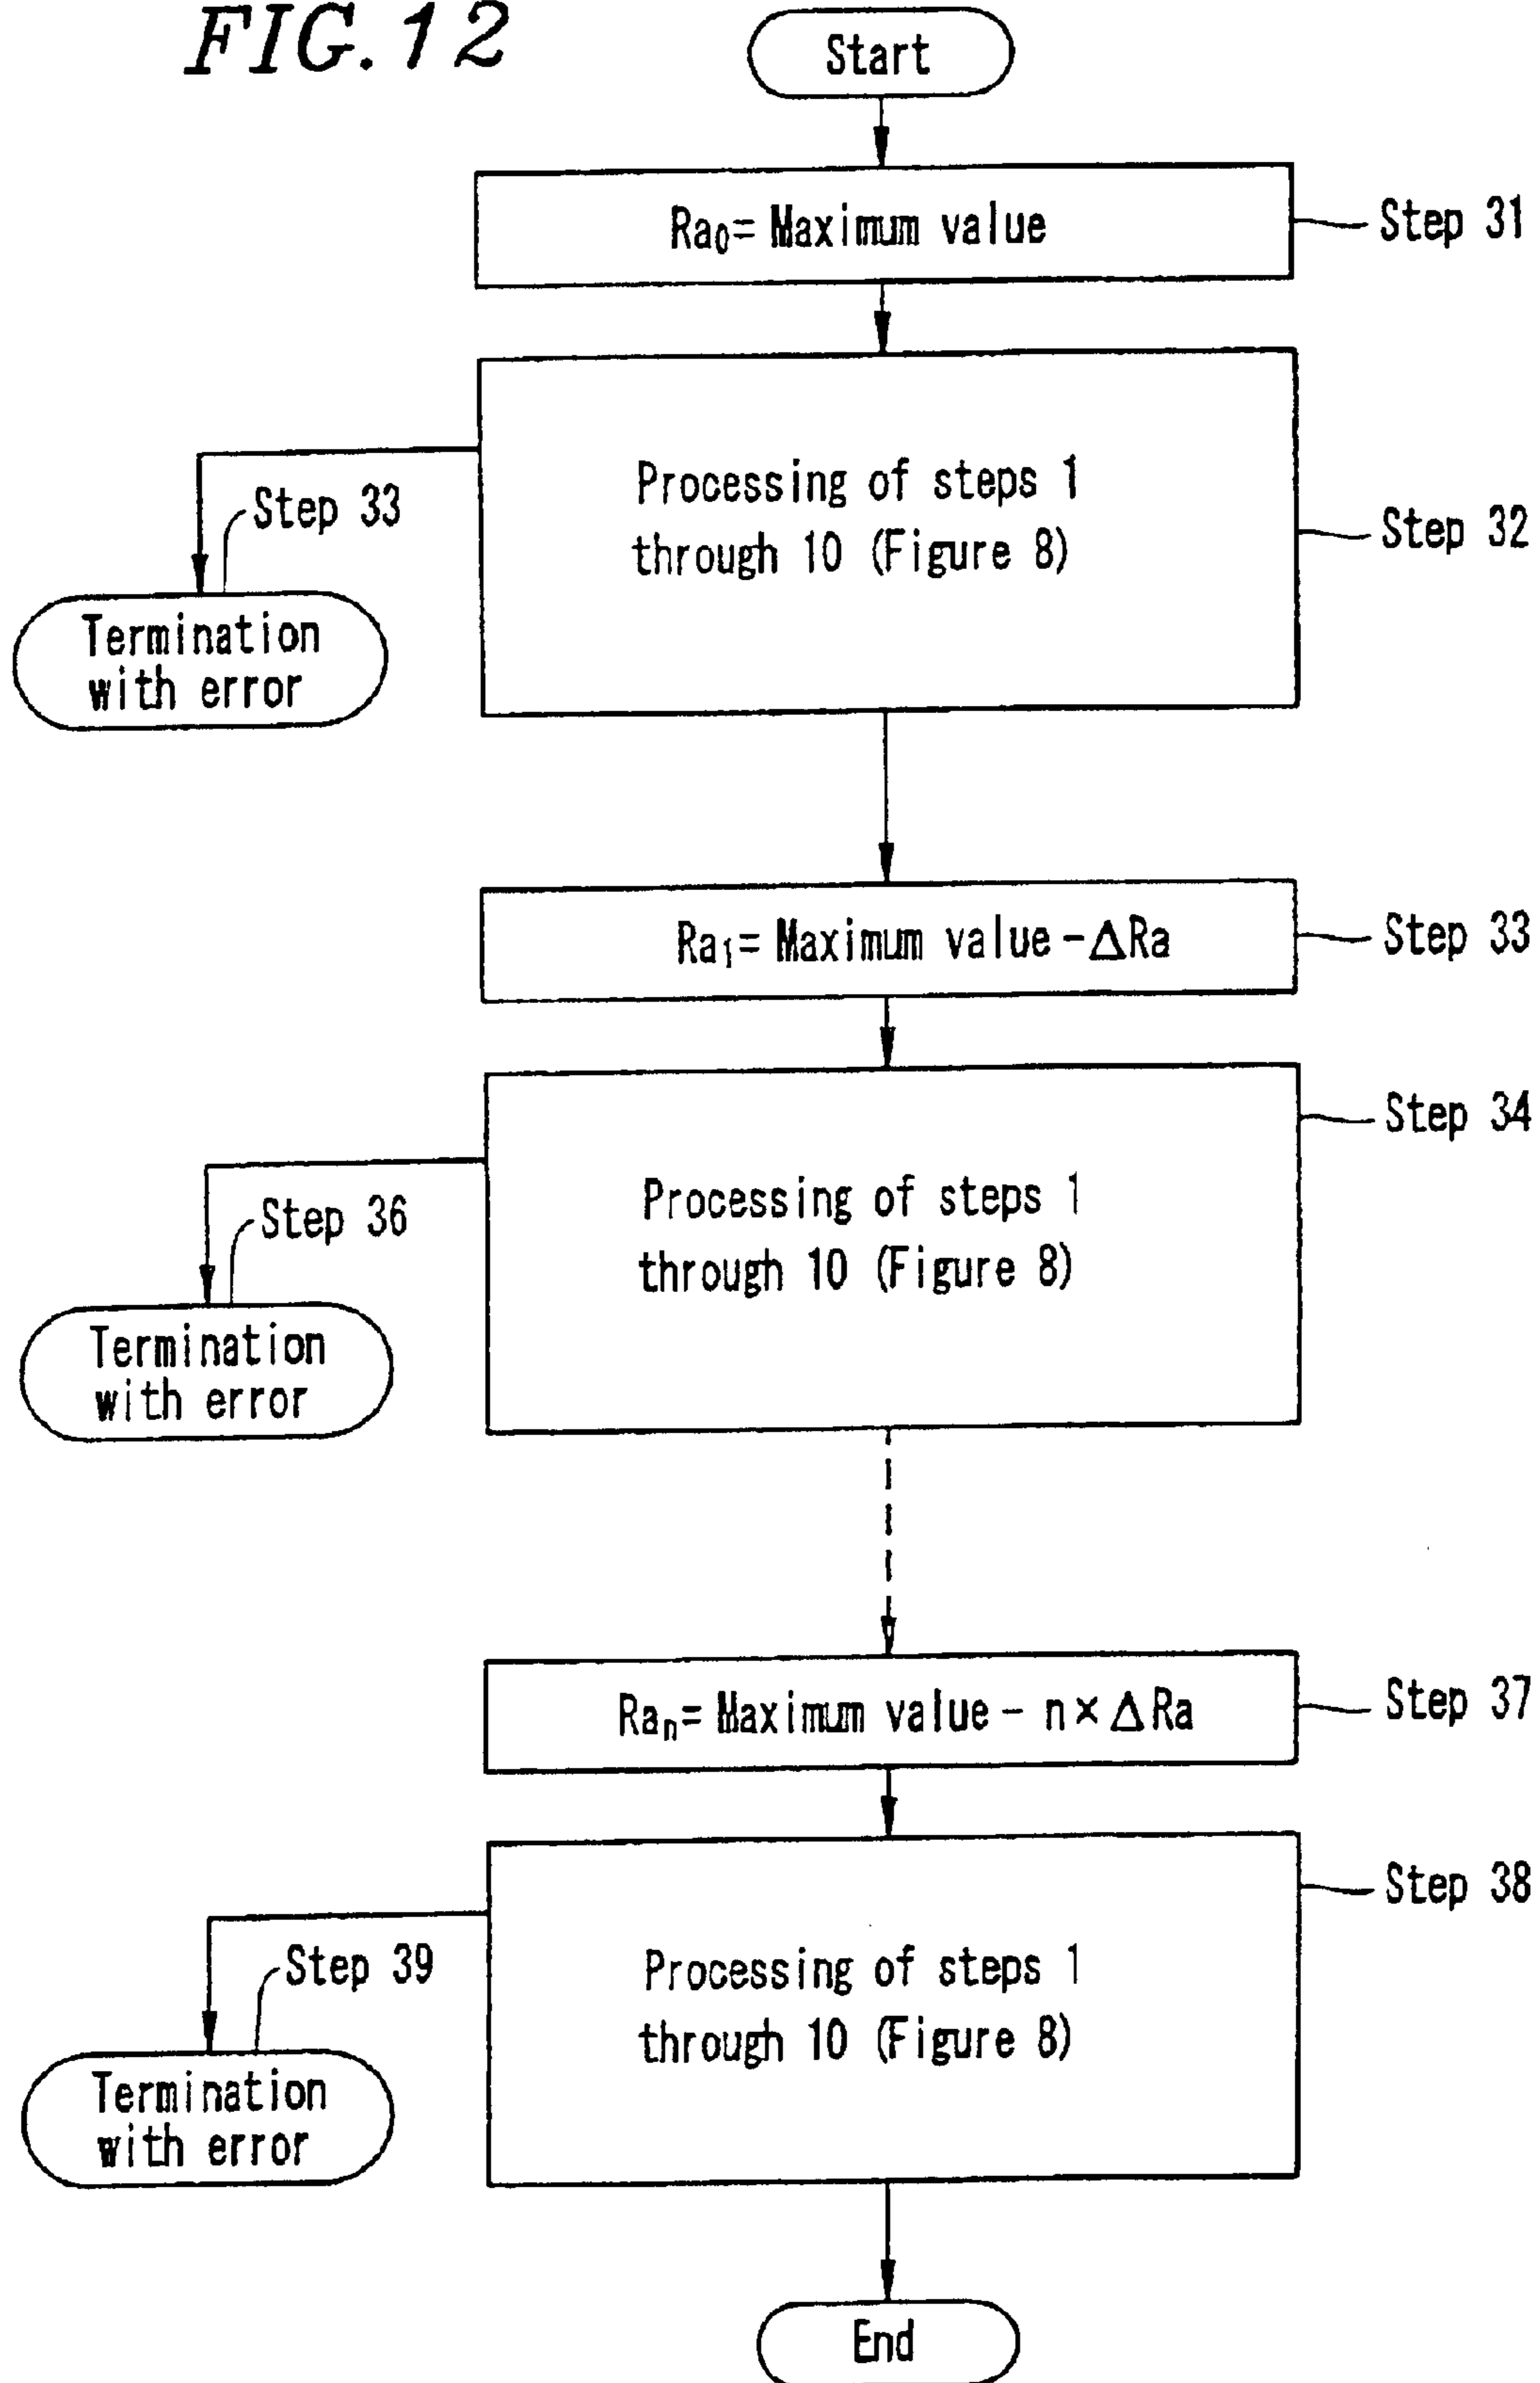 FIG. 12
Start
Ra₀= Maximum value
Step 31
Processing of steps 1
through 10 (Figure 8)
Step 32
Step 33
Termination
with error
Ra₁= Maximum value -ΔRa
Step 33
Processing of steps 1
through 10 (Figure 8)
Step 34
Step 36
Termination
with error
Raₙ= Maximum value - n× ΔRa
Step 37
Processing of steps 1
through 10 (Figure 8)
Step 38
Step 39
Termination
with error
End